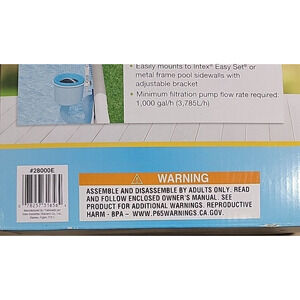 • Easily mounts to Intex® Easy Set® or
metal frame pool sidewalls with
adjustable bracket
• Minimum filtration pump flow rate required:
1,000 gal/h (3,785L/h)
#28000E
WARNING
ASSEMBLE AND DISASSEMBLE BY ADULTS ONLY. READ
AND FOLLOW ENCLOSED OWNER'S MANUAL. SEE
PRODUCT FOR ADDITIONAL WARNINGS. REPRODUCTIVE
HARM - BPA – WWW.P65WARNINGS.CA.GOV.